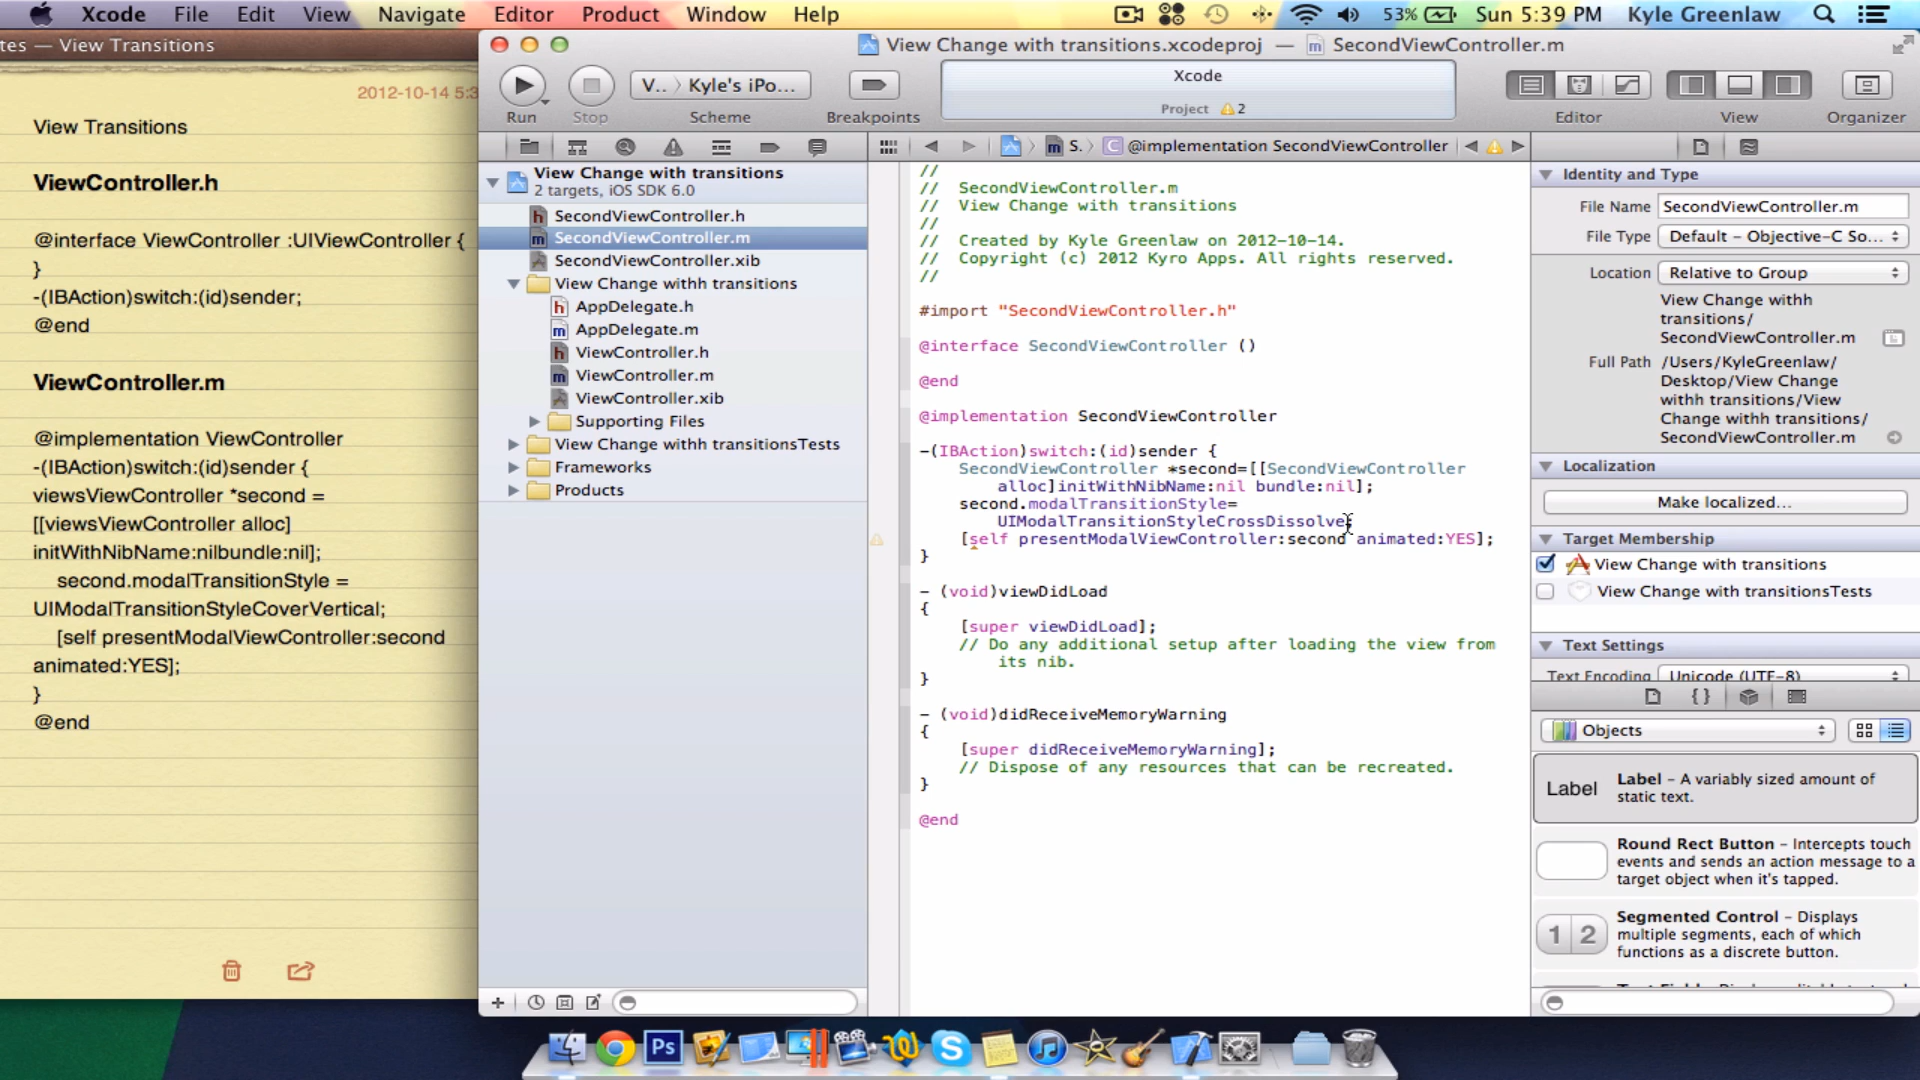 Xcode File Edit View Navigate Editor Product Window Help 53% Sun 5:39 PM Kyle Greenlaw
tes — View Transitions
2012-10-14 5:3
View Transitions
ViewController.h
@interface ViewController :UIViewController {
}
-(IBAction)switch:(id)sender;
@end
ViewController.m
@implementation ViewController
-(IBAction)switch:(id)sender {
viewsViewController *second =
[[viewsViewController alloc]
initWithNibName:nilbundle:nil];
second.modalTransitionStyle =
UIModalTransitionStyleCoverVertical;
[self presentModalViewController:second
animated:YES];
}
@end
View Change with transitions.xcodeproj — SecondViewController.m
V.. Kyle's iPo...
Run Stop Scheme Breakpoints
Xcode
Project 2
Editor View Organizer
S. @implementation SecondViewController
View Change with transitions
2 targets, iOS SDK 6.0
SecondViewController.h
SecondViewController.m
SecondViewController.xib
View Change withh transitions
AppDelegate.h
AppDelegate.m
ViewController.h
ViewController.m
ViewController.xib
Supporting Files
View Change withh transitionsTests
Frameworks
Products
//
// SecondViewController.m
// View Change with transitions
//
// Created by Kyle Greenlaw on 2012-10-14.
// Copyright (c) 2012 Kyro Apps. All rights reserved.
//
#import "SecondViewController.h"
@interface SecondViewController ()
@end
@implementation SecondViewController
-(IBAction)switch:(id)sender {
SecondViewController *second=[[SecondViewController
alloc]initWithNibName:nil bundle:nil];
second.modalTransitionStyle=
UIModalTransitionStyleCrossDissolve;
[self presentModalViewController:second animated:YES];
}
- (void)viewDidLoad
{
[super viewDidLoad];
// Do any additional setup after loading the view from
its nib.
}
- (void)didReceiveMemoryWarning
{
[super didReceiveMemoryWarning];
// Dispose of any resources that can be recreated.
}
@end
Identity and Type
File Name SecondViewController.m
File Type Default - Objective-C So...
Location Relative to Group
View Change withh
transitions/
SecondViewController.m
Full Path /Users/KyleGreenlaw/
Desktop/View Change
withh transitions/View
Change withh transitions/
SecondViewController.m
Localization
Make localized...
Target Membership
View Change with transitions
View Change with transitionsTests
Text Settings
Text Encoding Unicode (UTF-8)
Objects
Label
Label - A variably sized amount of
static text.
Round Rect Button - Intercepts touch
events and sends an action message to a
target object when it's tapped.
1 2
Segmented Control - Displays
multiple segments, each of which
functions as a discrete button.
Ps